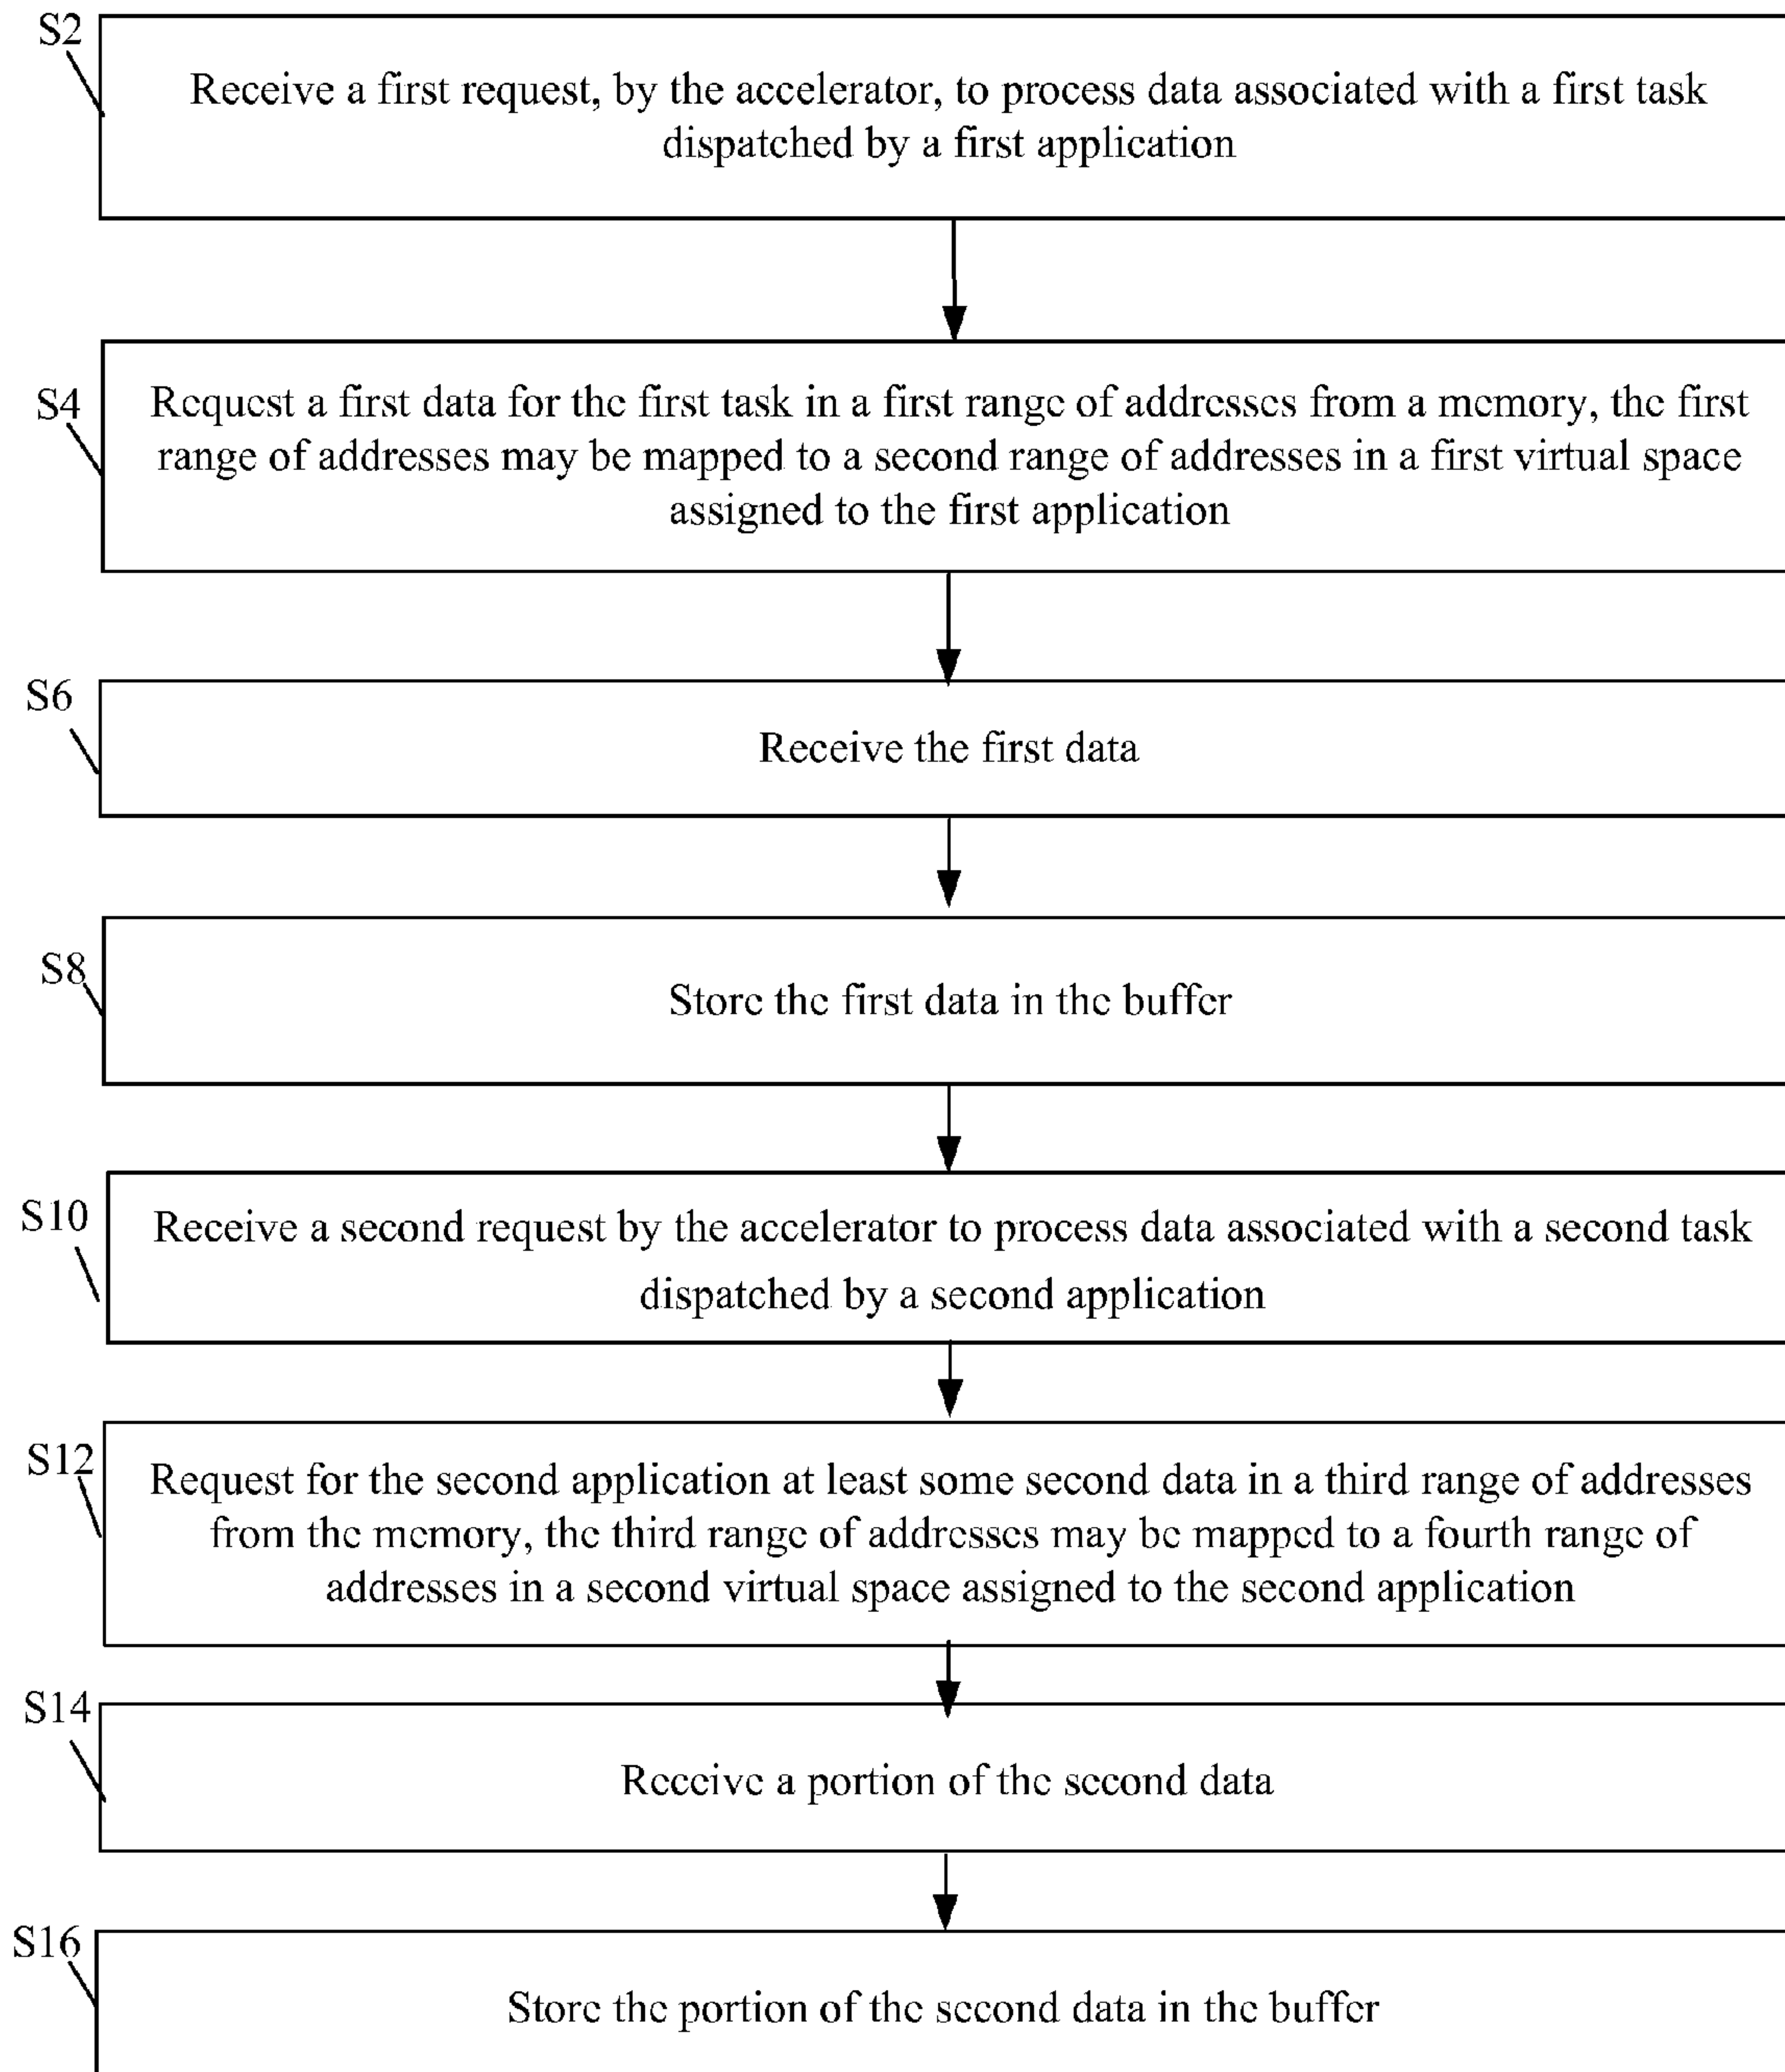 S2
Receive a first request, by the accelerator, to process data associated with a first task
dispatched by a first application
S4
Request a first data for the first task in a first range of addresses from a memory, the first
range of addresses may be mapped to a second range of addresses in a first virtual space
assigned to the first application
S6
Receive the first data
S8
Store the first data in the buffer
S10
Receive a second request by the accelerator to process data associated with a second task
dispatched by a second application
S12
Request for the second application at least some second data in a third range of addresses
from the memory, the third range of addresses may be mapped to a fourth range of
addresses in a second virtual space assigned to the second application
S14
Receive a portion of the second data
S16
Store the portion of the second data in the buffer